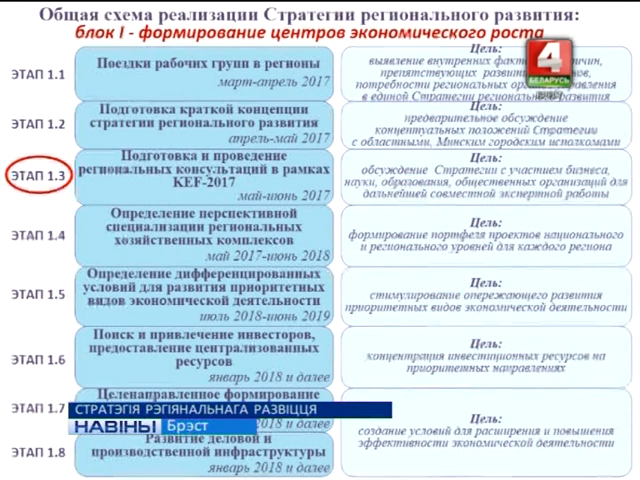 Общая схема реализации Стратегии регионального развития:
блок I - формирование центров экономического роста
ЭТАП 1.1
Поездки рабочих групп в регионы
март-апрель 2017
Цель:
выявление внутренних
препятствующих
потребности региональных
в единой Стратегии регионального развития
4
БЕЛАРУСЬ
ЭТАП 1.2
Подготовка краткой концепции
стратегии регионального развития
апрель-май 2017
Цель:
предварительное обсуждение
концептуальных положений Стратегии
с областными, Минским городским исполкомами
ЭТАП 1.3
Подготовка и проведение
региональных консультаций в рамках
KEF-2017
май-июнь 2017
Цель:
обсуждение Стратегии с участием бизнеса,
науки, образования, общественных организаций для
дальнейшей совместной экспертной работы
ЭТАП 1.4
Определение перспективной
специализации региональных
хозяйственных комплексов
май 2017-июнь 2018
Цель:
формирование портфеля проектов национального
и регионального уровней для каждого региона
ЭТАП 1.5
Определение дифференцированных
условий для развития приоритетных
видов экономической деятельности
июль 2018-июнь 2019
Цель:
стимулирование опережающего развития
приоритетных видов экономической деятельности
ЭТАП 1.6
Поиск и привлечение инвесторов,
предоставление централизованных
ресурсов
январь 2018 и далее
Цель:
концентрация инвестиционных ресурсов на
приоритетных направлениях
ЭТАП 1.7
Целенаправленное формирование
СТРАТЭГІЯ РЭГІЯНАЛЬНАГА РАЗВІЦЦЯ
НАВІНЫ
Брэст
Цель:
создание условий для расширения и повышения
эффективности экономической деятельности
ЭТАП 1.8
Развитие деловой и
производственной инфраструктуры
январь 2018 и далее